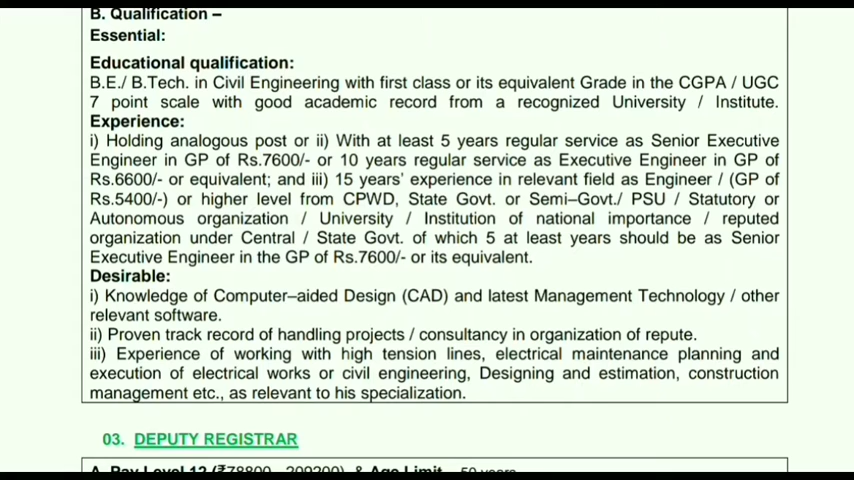 B. Qualification –
Essential:
Educational qualification:
B.E./ B.Tech. in Civil Engineering with first class or its equivalent Grade in the CGPA / UGC
7 point scale with good academic record from a recognized University / Institute.
Experience:
i) Holding analogous post or ii) With at least 5 years regular service as Senior Executive
Engineer in GP of Rs.7600/- or 10 years regular service as Executive Engineer in GP of
Rs.6600/- or equivalent; and iii) 15 years' experience in relevant field as Engineer / (GP of
Rs.5400/-) or higher level from CPWD, State Govt. or Semi–Govt./ PSU / Statutory or
Autonomous organization / University / Institution of national importance / reputed
organization under Central / State Govt. of which 5 at least years should be as Senior
Executive Engineer in the GP of Rs.7600/- or its equivalent.
Desirable:
i) Knowledge of Computer–aided Design (CAD) and latest Management Technology / other
relevant software.
ii) Proven track record of handling projects / consultancy in organization of repute.
iii) Experience of working with high tension lines, electrical maintenance planning and
execution of electrical works or civil engineering, Designing and estimation, construction
management etc., as relevant to his specialization.
03. DEPUTY REGISTRAR
A. Pay Level 12 (₹78800 - 209200) & Age Limit – 50 years